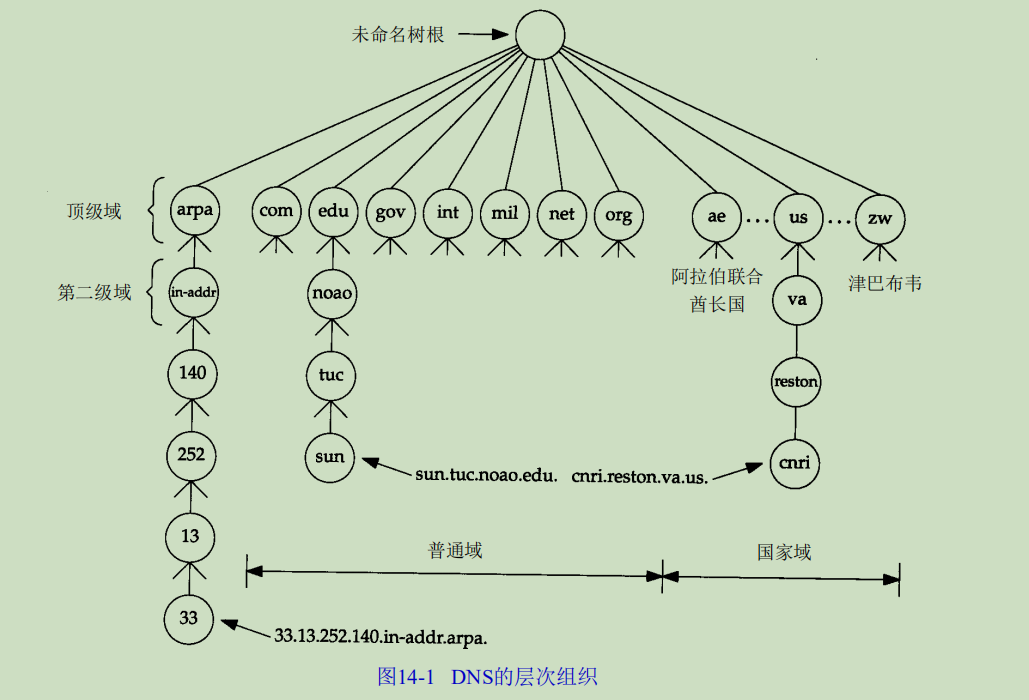 未命名树根
顶级域
arpa
com
edu
gov
int
mil
net
org
ae
...
us
...
zw
第二级域
in-addr
noao
阿拉伯联合
酋长国
va
津巴布韦
140
tuc
reston
252
sun
sun.tuc.noao.edu.
cnri.reston.va.us.
cnri
13
普通域
国家域
33
33.13.252.140.in-addr.arpa.
图14-1 DNS的层次组织